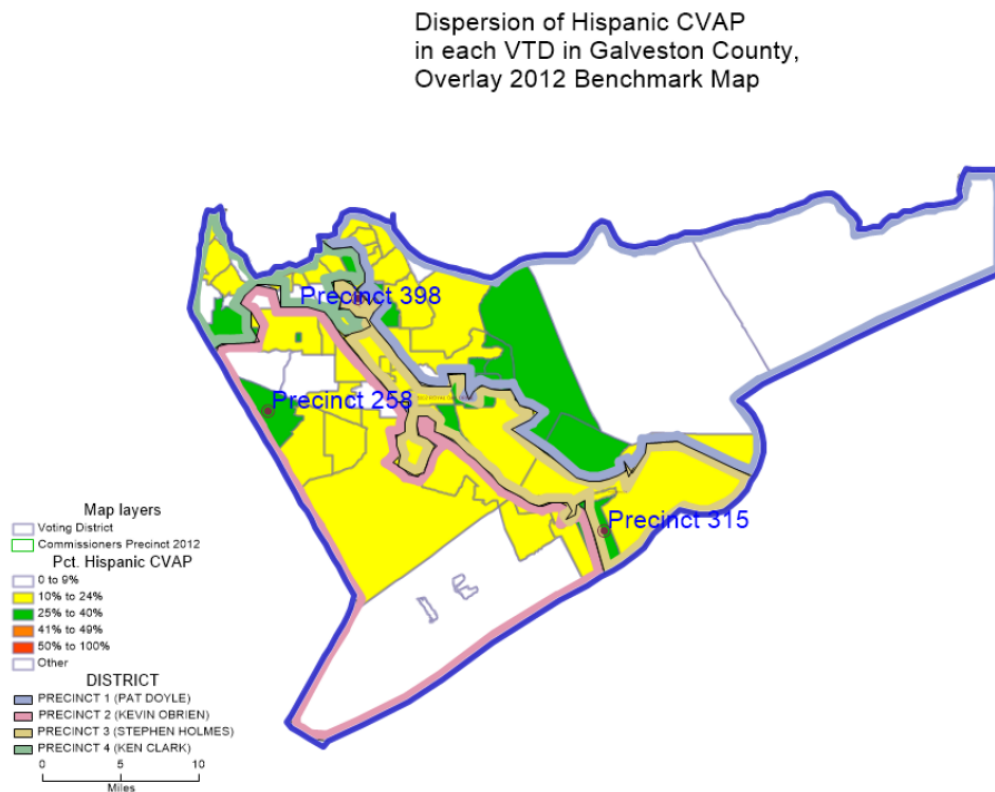 Dispersion of Hispanic CVAP
in each VTD in Galveston County,
Overlay 2012 Benchmark Map
Precinct 398
Precinct 258
Precinct 315
Map layers
Voting District
Commissioners Precinct 2012
Pct. Hispanic CVAP
0 to 9%
10% to 24%
25% to 40%
41% to 49%
50% to 100%
Other
DISTRICT
PRECINCT 1 (PAT DOYLE)
PRECINCT 2 (KEVIN OBRIEN)
PRECINCT 3 (STEPHEN HOLMES)
PRECINCT 4 (KEN CLARK)
0 5 10
Miles